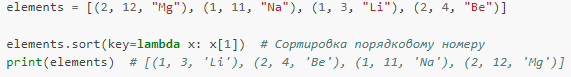 elements = [(2, 12, "Mg"), (1, 11, "Na"), (1, 3, "Li"), (2, 4, "Be")]
elements.sort(key=lambda x: x[1])  # Сортировка порядковому номеру
print(elements)  # [(1, 3, 'Li'), (2, 4, 'Be'), (1, 11, 'Na'), (2, 12, 'Mg')]